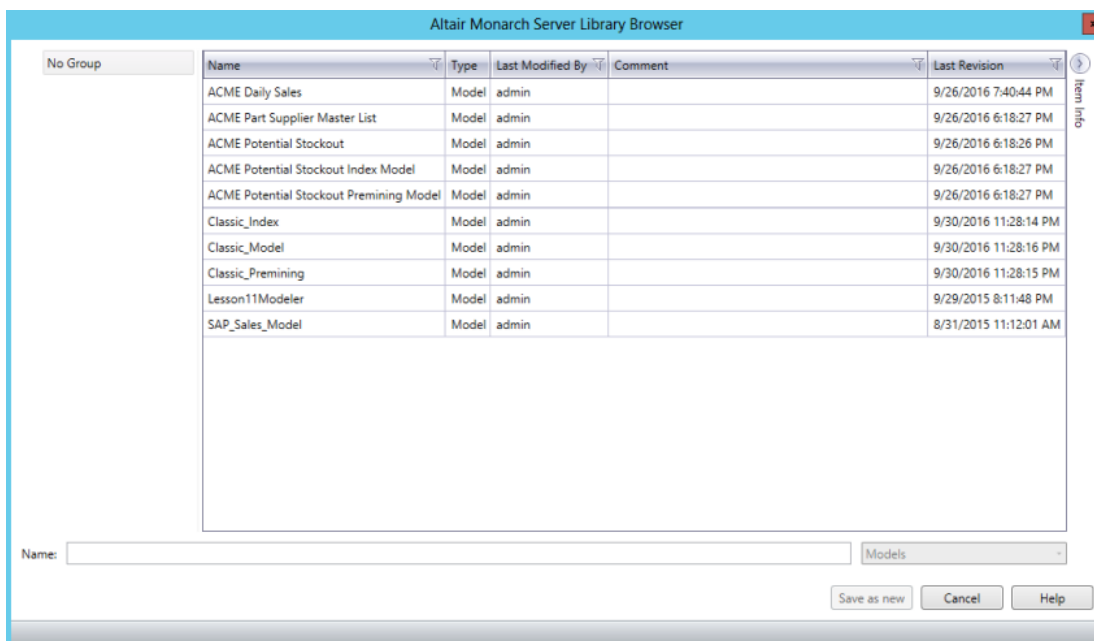 Altair Monarch Server Library Browser
No Group
Name Type Last Modified By Comment Last Revision
Item Info
ACME Daily Sales Model admin 9/26/2016 7:40:44 PM
ACME Part Supplier Master List Model admin 9/26/2016 6:18:27 PM
ACME Potential Stockout Model admin 9/26/2016 6:18:26 PM
ACME Potential Stockout Index Model Model admin 9/26/2016 6:18:27 PM
ACME Potential Stockout Premining Model Model admin 9/26/2016 6:18:27 PM
Classic_Index Model admin 9/30/2016 11:28:14 PM
Classic_Model Model admin 9/30/2016 11:28:16 PM
Classic_Premining Model admin 9/30/2016 11:28:15 PM
Lesson11Modeler Model admin 9/29/2015 8:11:48 PM
SAP_Sales_Model Model admin 8/31/2015 11:12:01 AM
Name: Models
Save as new Cancel Help